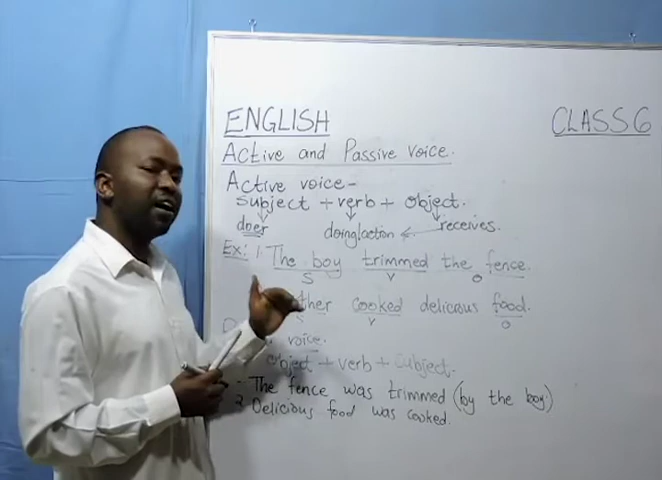 ENGLISH
CLASS 6
Active and Passive voice.
Active voice-
subject + verb + object.
doer doing/action receives.
Ex: 1. The boy trimmed the fence.
S V O
cooked delicious food.
V O
voice.
object + verb + subject.
The fence was trimmed (by the boy.)
2 Delicious food was cooked.